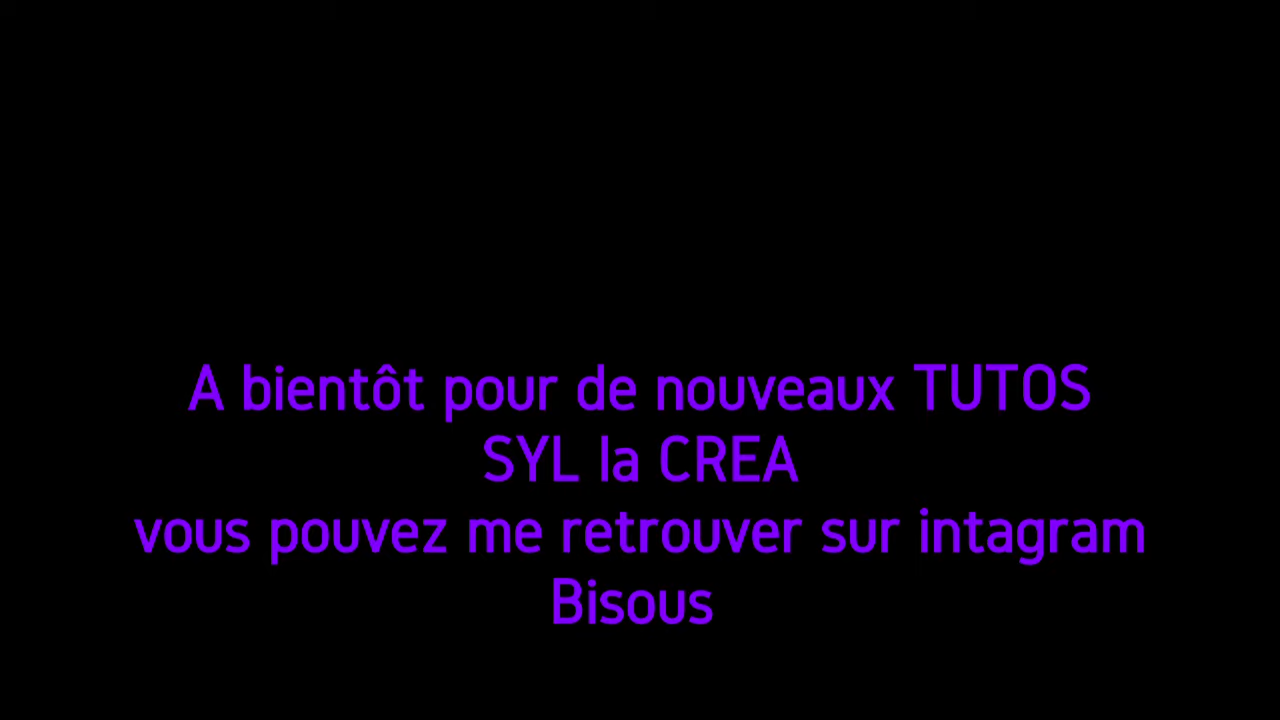 A bientôt pour de nouveaux TUTOS
SYL la CREA
vous pouvez me retrouver sur intagram
Bisous